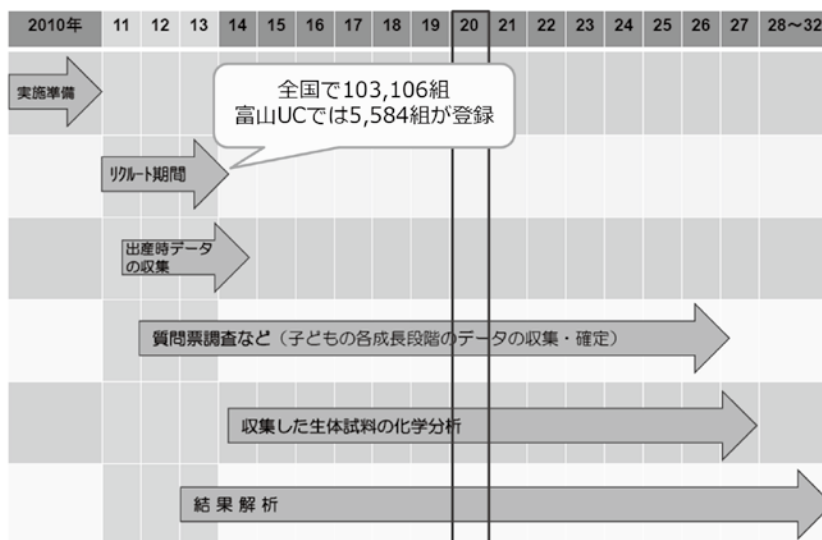 2010年 11 12 13 14 15 16 17 18 19 20 21 22 23 24 25 26 27 28〜32
実施準備
全国で103,106組
富山UCでは5,584組が登録
リクルート期間
出産時データ
の収集
質問票調査など（子どもの各成長段階のデータの収集・確定）
収集した生体試料の化学分析
結果解析